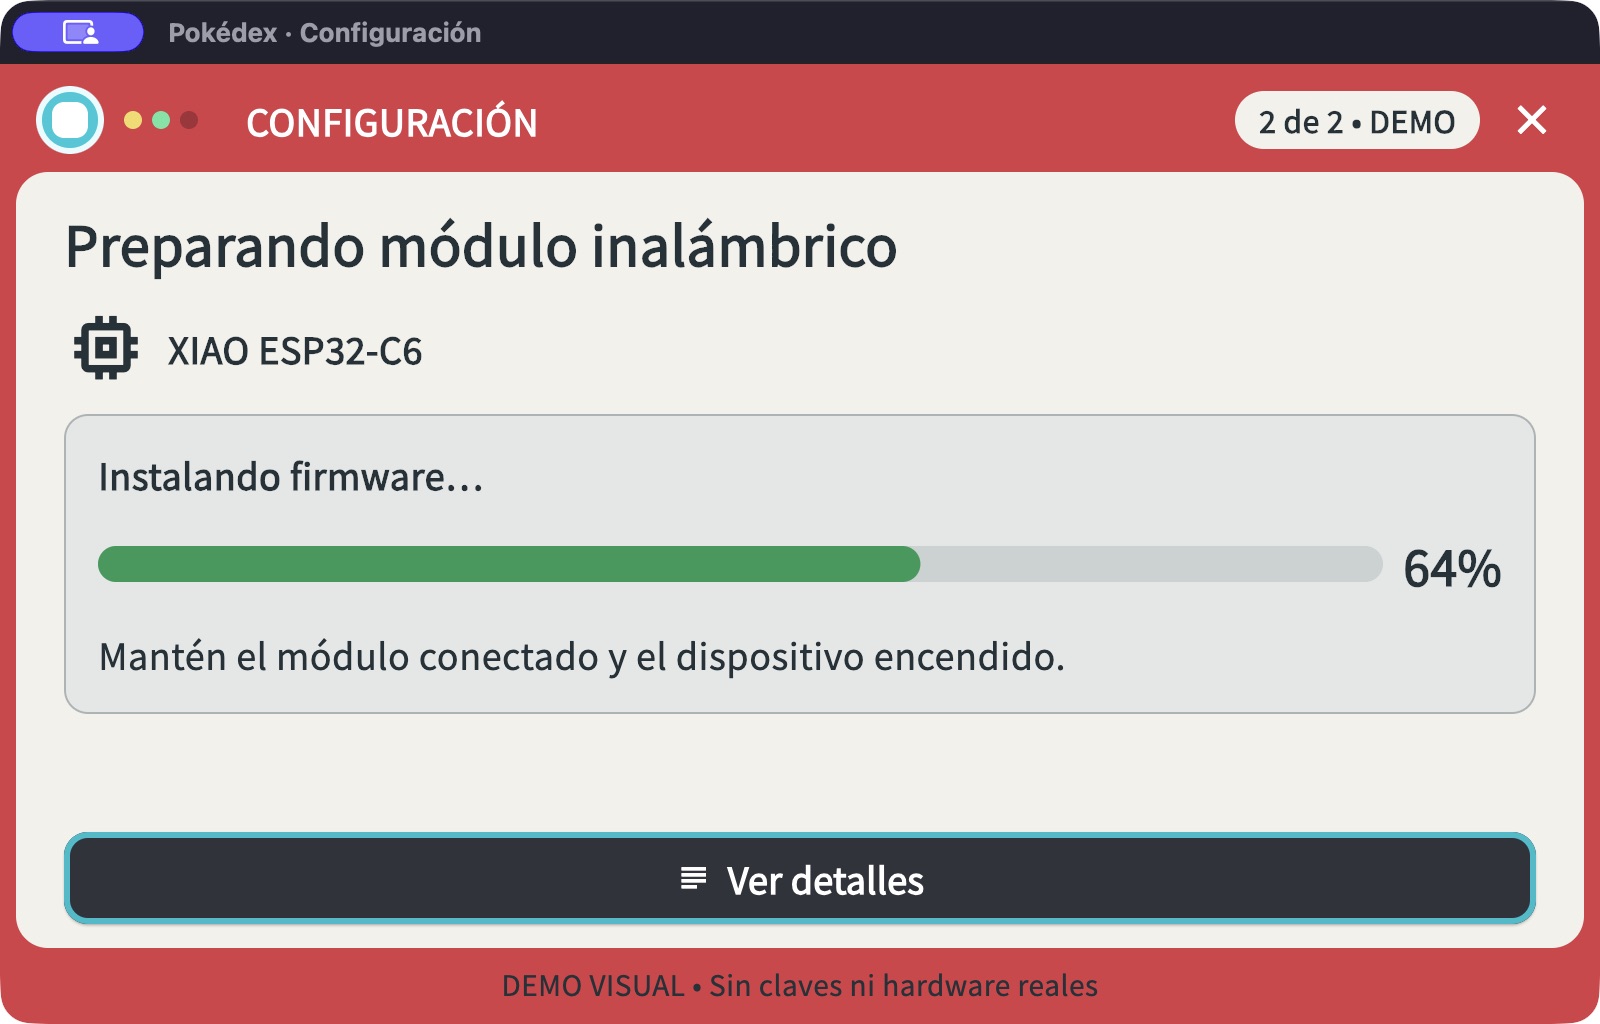 Pokédex · Configuración
CONFIGURACIÓN
2 de 2 • DEMO
Preparando módulo inalámbrico
XIAO ESP32-C6
Instalando firmware...
64%
Mantén el módulo conectado y el dispositivo encendido.
Ver detalles
DEMO VISUAL • Sin claves ni hardware reales